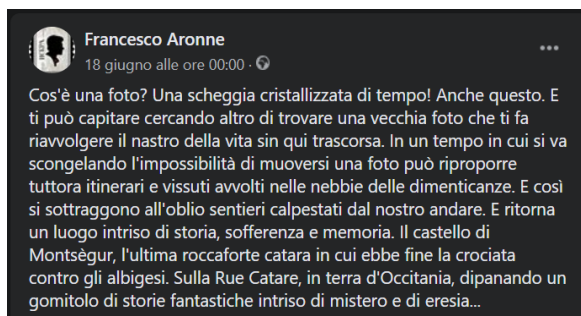 Francesco Aronne
18 giugno alle ore 00:00 ·
Cos'è una foto? Una scheggia cristallizzata di tempo! Anche questo. E
ti può capitare cercando altro di trovare una vecchia foto che ti fa
riavvolgere il nastro della vita sin qui trascorsa. In un tempo in cui si va
scongelando l'impossibilità di muoversi una foto può riproporre
tuttora itinerari e vissuti avvolti nelle nebbie delle dimenticanze. E così
si sottraggono all'oblio sentieri calpestati dal nostro andare. E ritorna
un luogo intriso di storia, sofferenza e memoria. Il castello di
Montsègur, l'ultima roccaforte catara in cui ebbe fine la crociata
contro gli albigesi. Sulla Rue Catare, in terra d'Occitania, dipanando un
gomitolo di storie fantastiche intriso di mistero e di eresia...